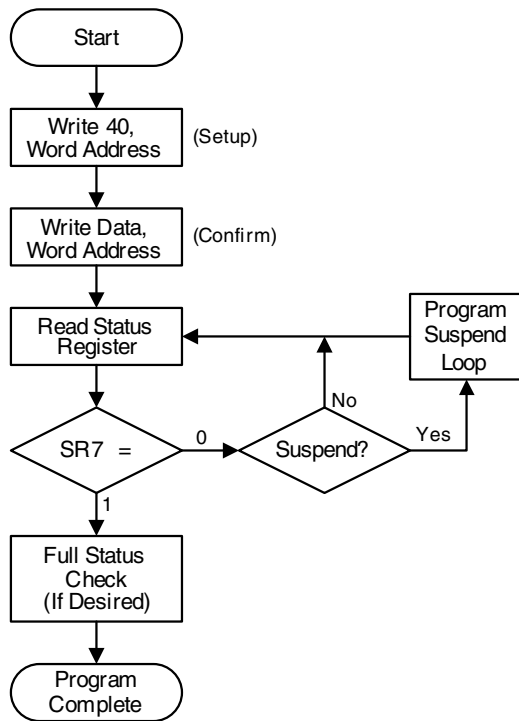 Start
Write 40,
Word Address
(Setup)
Write Data,
Word Address
(Confirm)
Read Status
Register
Program
Suspend
Loop
No
SR7 =
0
Suspend?
Yes
1
Full Status
Check
(If Desired)
Program
Complete